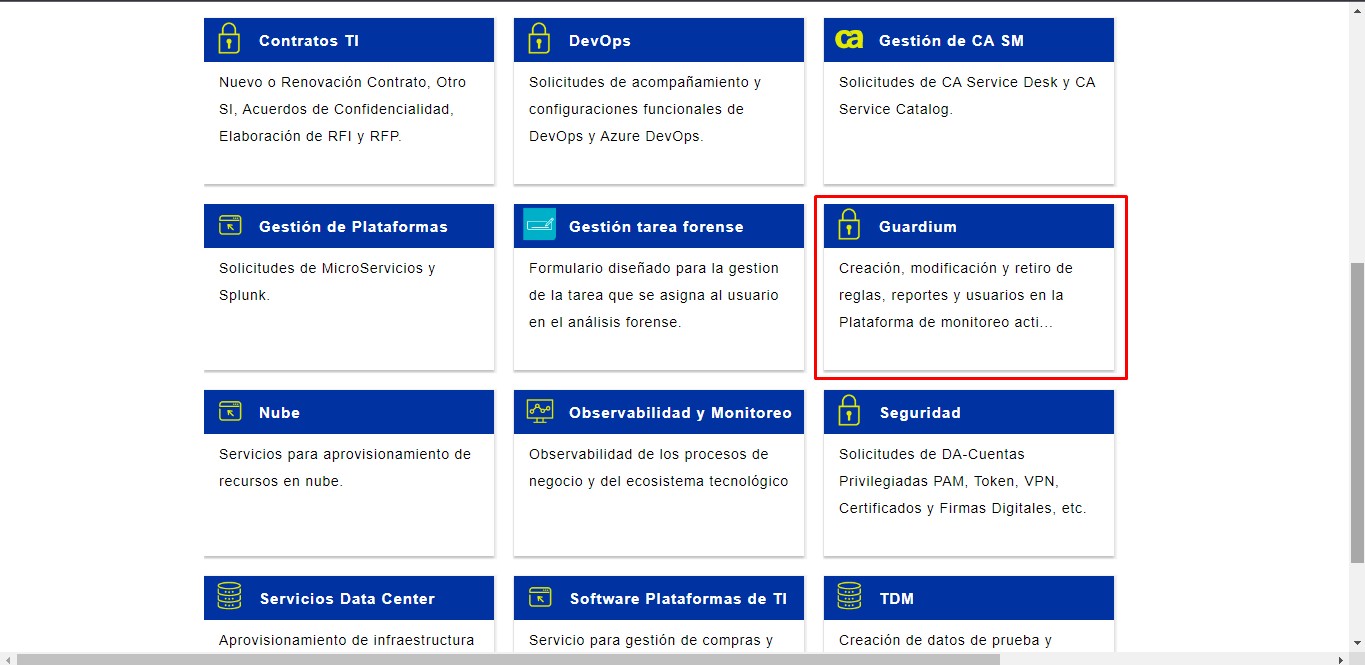 Contratos TI
Nuevo o Renovación Contrato, Otro
SI, Acuerdos de Confidencialidad,
Elaboración de RFI y RFP.
DevOps
Solicitudes de acompañamiento y
configuraciones funcionales de
DevOps y Azure DevOps.
ca
Gestión de CA SM
Solicitudes de CA Service Desk y CA
Service Catalog.
Gestión de Plataformas
Solicitudes de MicroServicios y
Splunk.
Gestión tarea forense
Formulario diseñado para la gestion
de la tarea que se asigna al usuario
en el análisis forense.
Guardium
Creación, modificación y retiro de
reglas, reportes y usuarios en la
Plataforma de monitoreo acti...
Nube
Servicios para aprovisionamiento de
recursos en nube.
Observabilidad y Monitoreo
Observabilidad de los procesos de
negocio y del ecosistema tecnológico
Seguridad
Solicitudes de DA-Cuentas
Privilegiadas PAM, Token, VPN,
Certificados y Firmas Digitales, etc.
Servicios Data Center
Aprovisionamiento de infraestructura
Software Plataformas de TI
Servicio para gestión de compras y
TDM
Creación de datos de prueba y